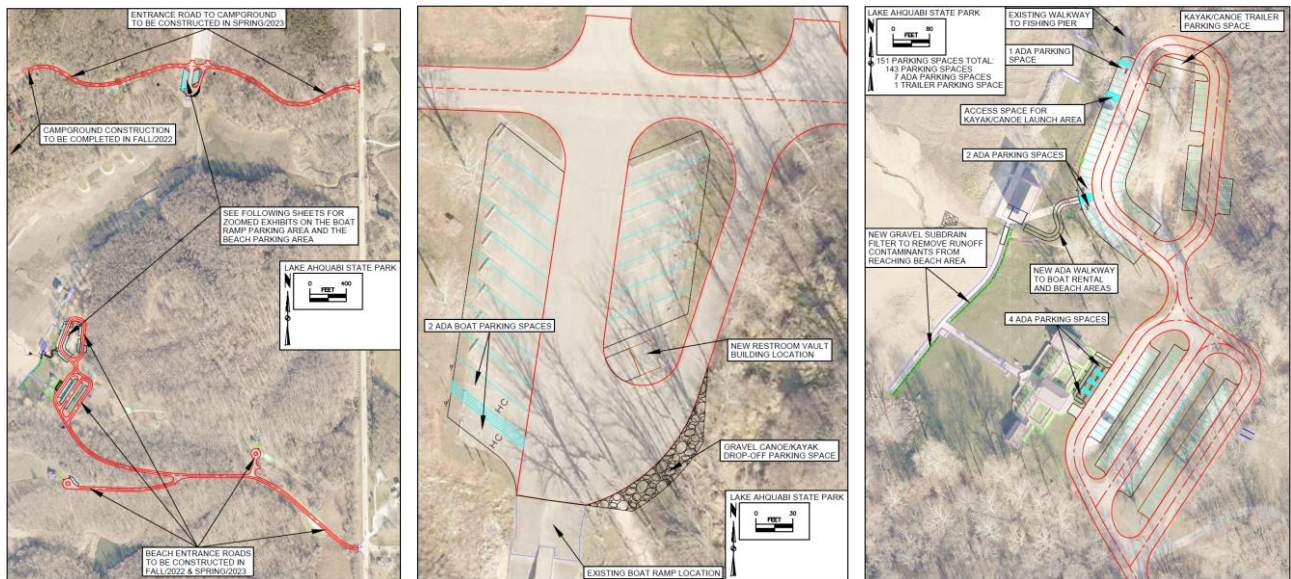 ENTRANCE ROAD TO CAMPGROUND
TO BE CONSTRUCTED IN SPRING/2023
CAMPGROUND CONSTRUCTION
TO BE COMPLETED IN FALL/2022
SEE FOLLOWING SHEETS FOR
ZOOMED EXHIBITS ON THE BOAT
RAMP PARKING AREA AND THE
BEACH PARKING AREA
LAKE AHQUABI STATE PARK
N
0 400
FEET
BEACH ENTRANCE ROADS
TO BE CONSTRUCTED IN
FALL/2022 & SPRING/2023
2 ADA BOAT PARKING SPACES
HC
HC
NEW RESTROOM VAULT
BUILDING LOCATION
GRAVEL CANOE/KAYAK
DROP-OFF PARKING SPACE
LAKE AHQUABI STATE PARK
N
0 30
FEET
EXISTING BOAT RAMP LOCATION
LAKE AHQUABI STATE PARK
N
0 80
FEET
151 PARKING SPACES TOTAL:
143 PARKING SPACES
7 ADA PARKING SPACES
1 TRAILER PARKING SPACE
EXISTING WALKWAY
TO FISHING PIER
KAYAK/CANOE TRAILER
PARKING SPACE
1 ADA PARKING
SPACE
ACCESS SPACE FOR
KAYAK/CANOE LAUNCH AREA
2 ADA PARKING SPACES
NEW GRAVEL SUBDRAIN
FILTER TO REMOVE RUNOFF
CONTAMINANTS FROM
REACHING BEACH AREA
NEW ADA WALKWAY
TO BOAT RENTAL
AND BEACH AREAS
4 ADA PARKING SPACES